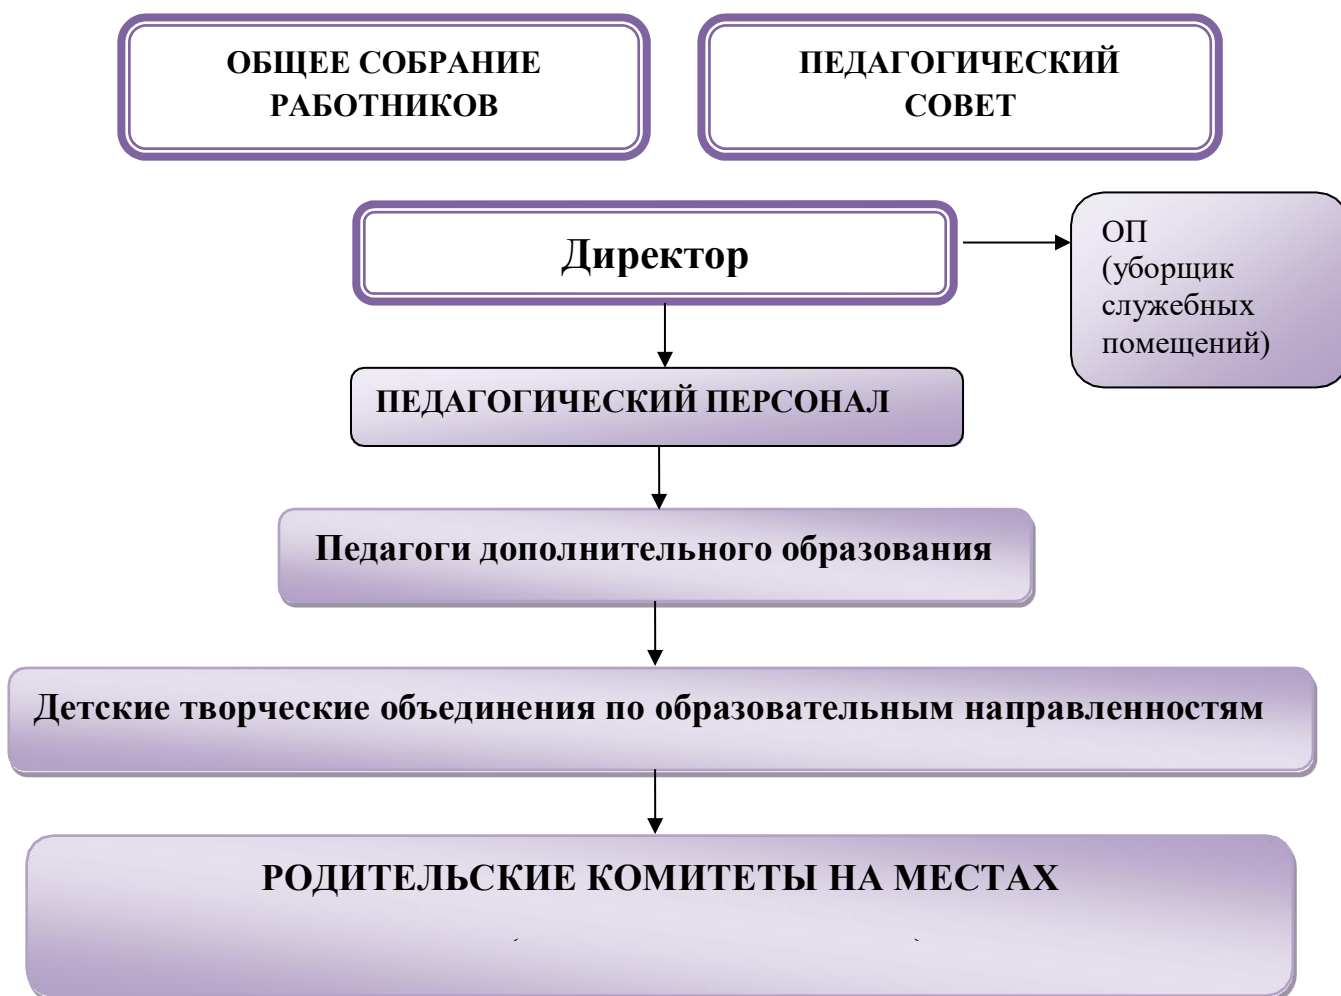 ОБЩЕЕ СОБРАНИЕ
РАБОТНИКОВ
ПЕДАГОГИЧЕСКИЙ
СОВЕТ
Директор
ОП
(уборщик
служебных
помещений)
ПЕДАГОГИЧЕСКИЙ ПЕРСОНАЛ
Педагоги дополнительного образования
Детские творческие объединения по образовательным направленностям
РОДИТЕЛЬСКИЕ КОМИТЕТЫ НА МЕСТАХ